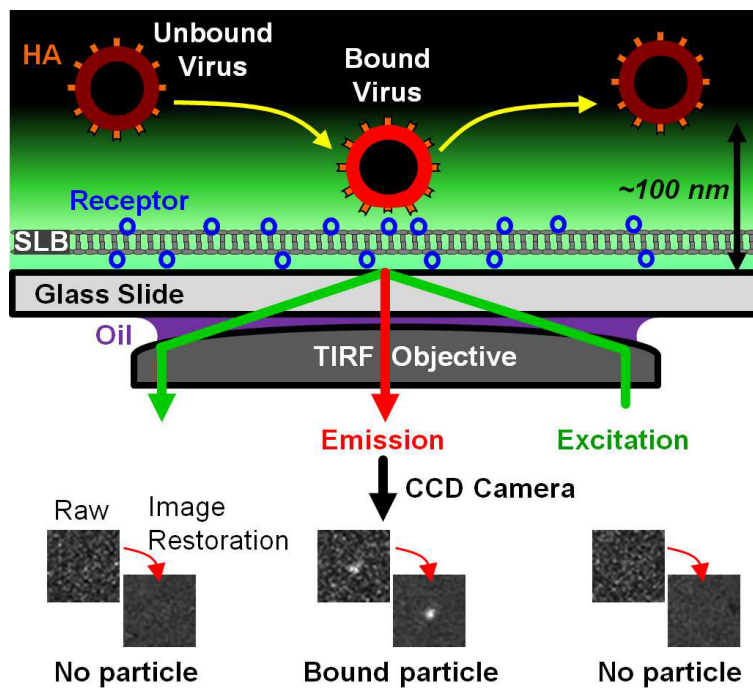 HA
Unbound
Virus
Bound
Virus
~100 nm
Receptor
SLB
Glass Slide
Oil
TIRF Objective
Emission
Excitation
CCD Camera
Raw
Image
Restoration
No particle
Bound particle
No particle